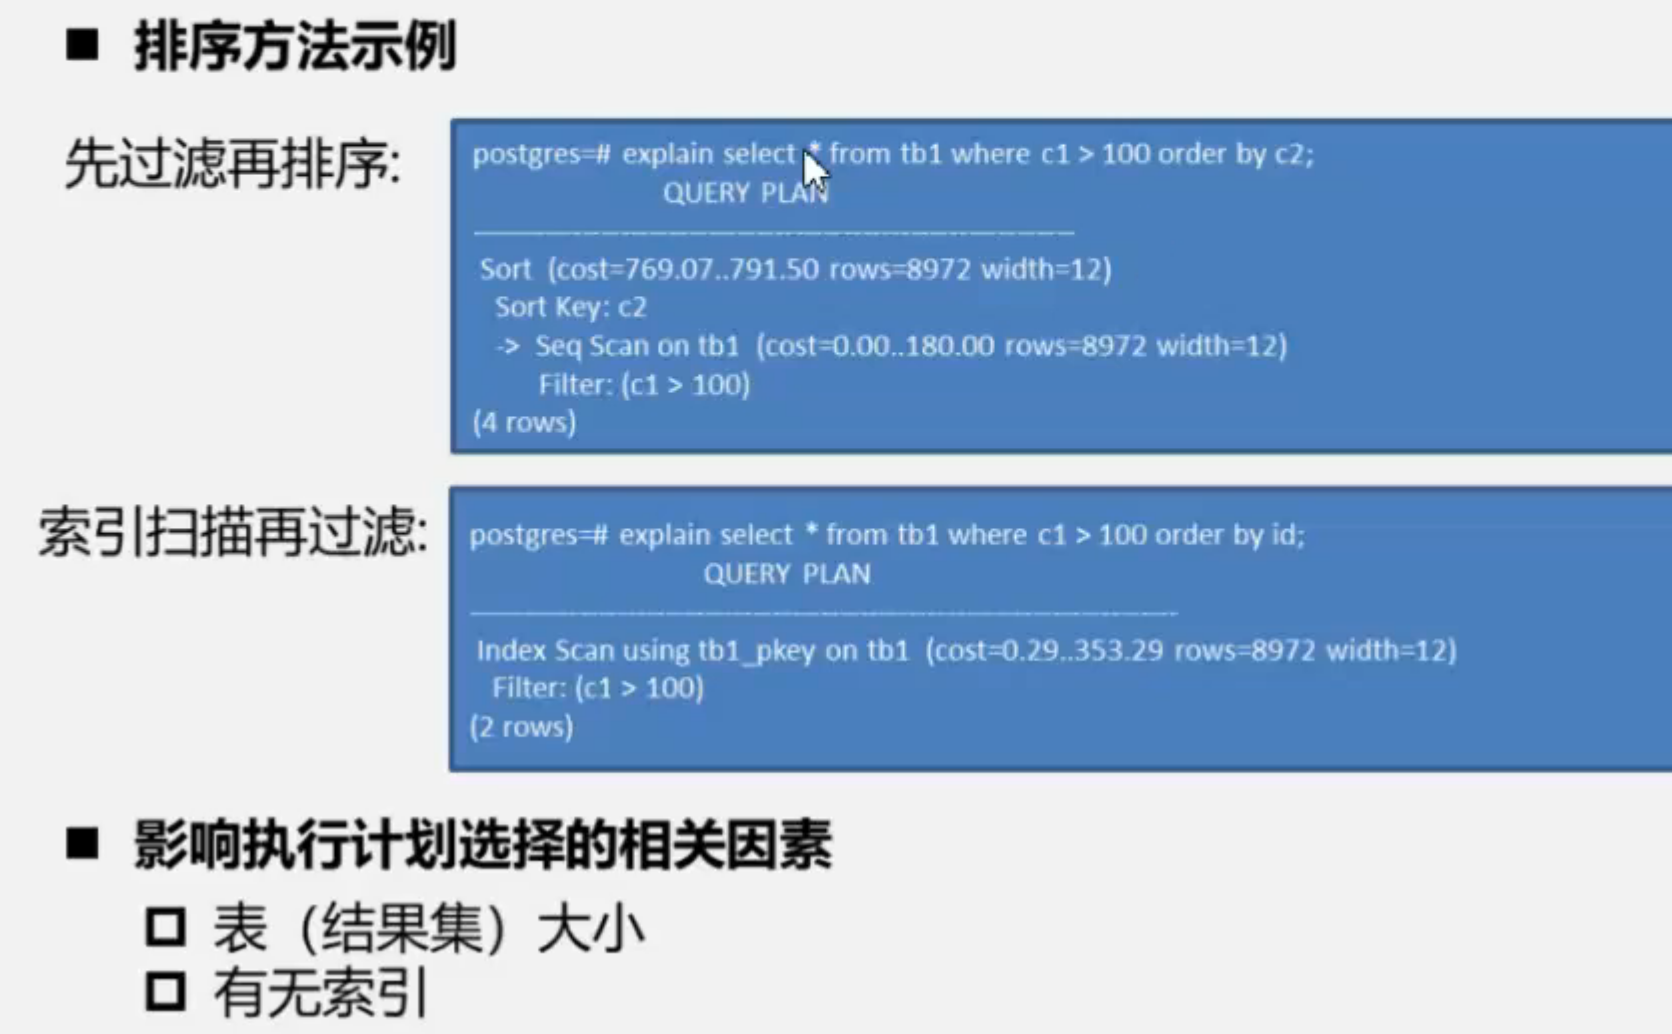 排序方法示例
先过滤再排序:
postgres=# explain select * from tb1 where c1 > 100 order by c2;
QUERY PLAN
Sort (cost=769.07..791.50 rows=8972 width=12)
Sort Key: c2
-> Seq Scan on tb1 (cost=0.00..180.00 rows=8972 width=12)
Filter: (c1 > 100)
(4 rows)
索引扫描再过滤:
postgres=# explain select * from tb1 where c1 > 100 order by id;
QUERY PLAN
Index Scan using tb1_pkey on tb1 (cost=0.29..353.29 rows=8972 width=12)
Filter: (c1 > 100)
(2 rows)
影响执行计划选择的相关因素
表（结果集）大小
有无索引